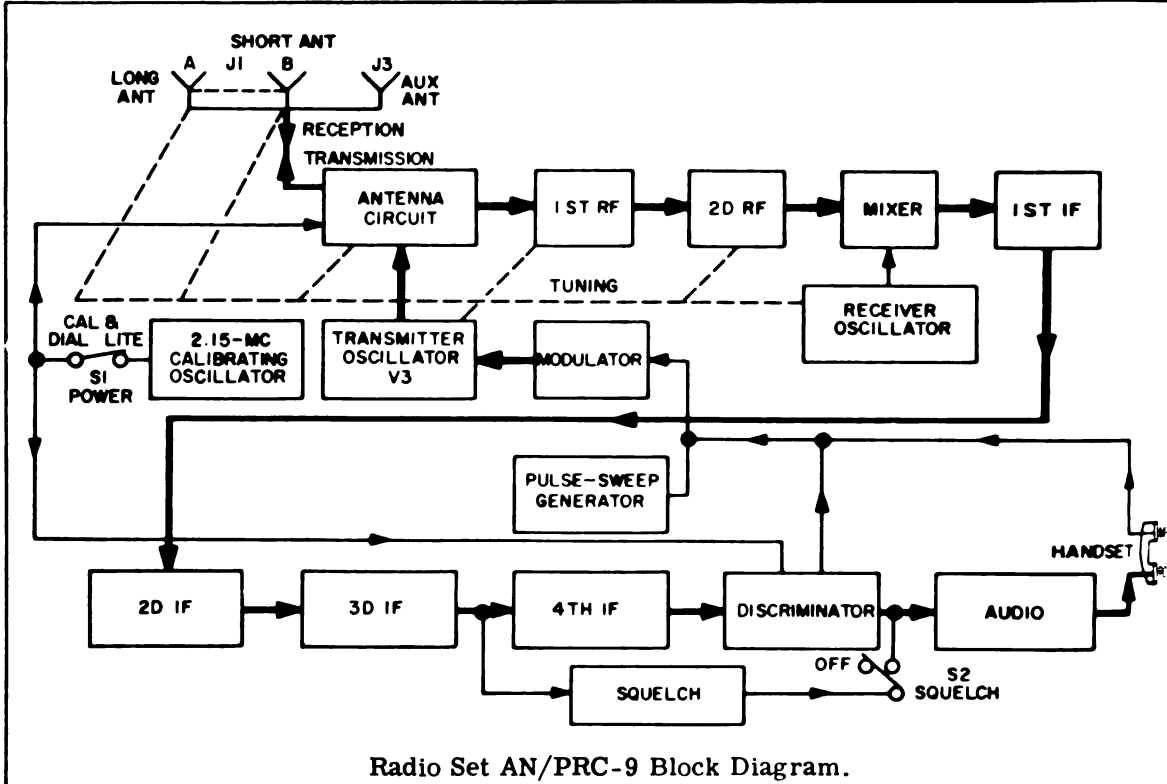 SHORT ANT
A J1 B J3
LONG
ANT
AUX
ANT
RECEPTION
TRANSMISSION
ANTENNA
CIRCUIT
1ST RF
2D RF
MIXER
1ST IF
TUNING
CAL &
DIAL LITE
S1
POWER
2.15-MC
CALIBRATING
OSCILLATOR
TRANSMITTER
OSCILLATOR
V3
MODULATOR
RECEIVER
OSCILLATOR
PULSE-SWEEP
GENERATOR
HANDSET
2D IF
3D IF
4TH IF
DISCRIMINATOR
AUDIO
OFF
S2
SQUELCH
SQUELCH
Radio Set AN/PRC-9 Block Diagram.